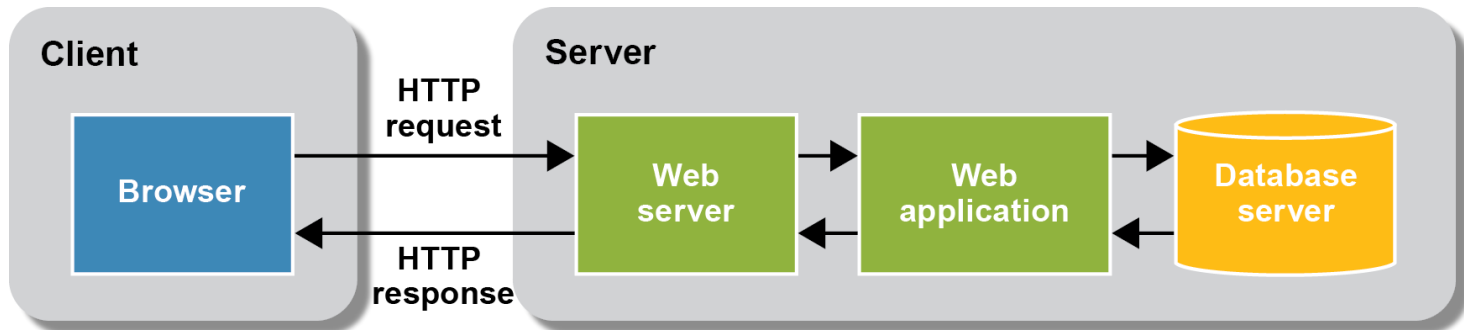 Client
Server
HTTP
request
Browser
Web
server
Web
application
Database
server
HTTP
response